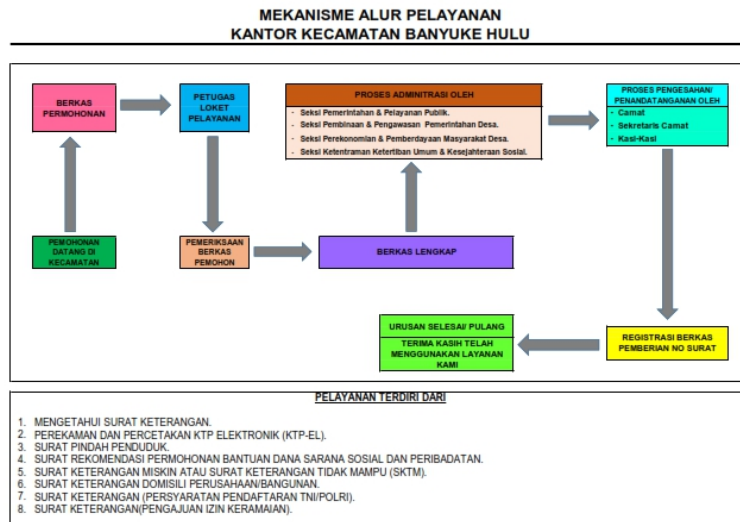 MEKANISME ALUR PELAYANAN
KANTOR KECAMATAN BANYUKE HULU
BERKAS
PERMOHONAN
PETUGAS
LOKET
PELAYANAN
PROSES ADMINITRASI OLEH
- Seksi Pemerintahan & Pelayanan Publik.
- Seksi Pembinaan & Pengawasan Pemerintahan Desa.
- Seksi Perekonomian & Pemberdayaan Masyarakat Desa.
- Seksi Ketentraman Ketertiban Umum & Kesejahteraan Sosial.
PROSES PENGESAHAN/
PENANDATANGANAN OLEH
- Camat
- Sekretaris Camat
- Kasi-Kasi
PEMOHONAN
DATANG DI
KECAMATAN
PEMERIKSAAN
BERKAS
PEMOHON
BERKAS LENGKAP
URUSAN SELESAI/ PULANG
TERIMA KASIH TELAH
MENGGUNAKAN LAYANAN
KAMI
REGISTRASI BERKAS
PEMBERIAN NO SURAT
PELAYANAN TERDIRI DARI
1. MENGETAHUI SURAT KETERANGAN.
2. PEREKAMAN DAN PERCETAKAN KTP ELEKTRONIK (KTP-EL).
3. SURAT PINDAH PENDUDUK.
4. SURAT REKOMENDASI PERMOHONAN BANTUAN DANA SARANA SOSIAL DAN PERIBADATAN.
5. SURAT KETERANGAN MISKIN ATAU SURAT KETERANGAN TIDAK MAMPU (SKTM).
6. SURAT KETERANGAN DOMISILI PERUSAHAAN/BANGUNAN.
7. SURAT KETERANGAN (PERSYARATAN PENDAFTARAN TNI/POLRI).
8. SURAT KETERANGAN(PENGAJUAN IZIN KERAMAIAN).